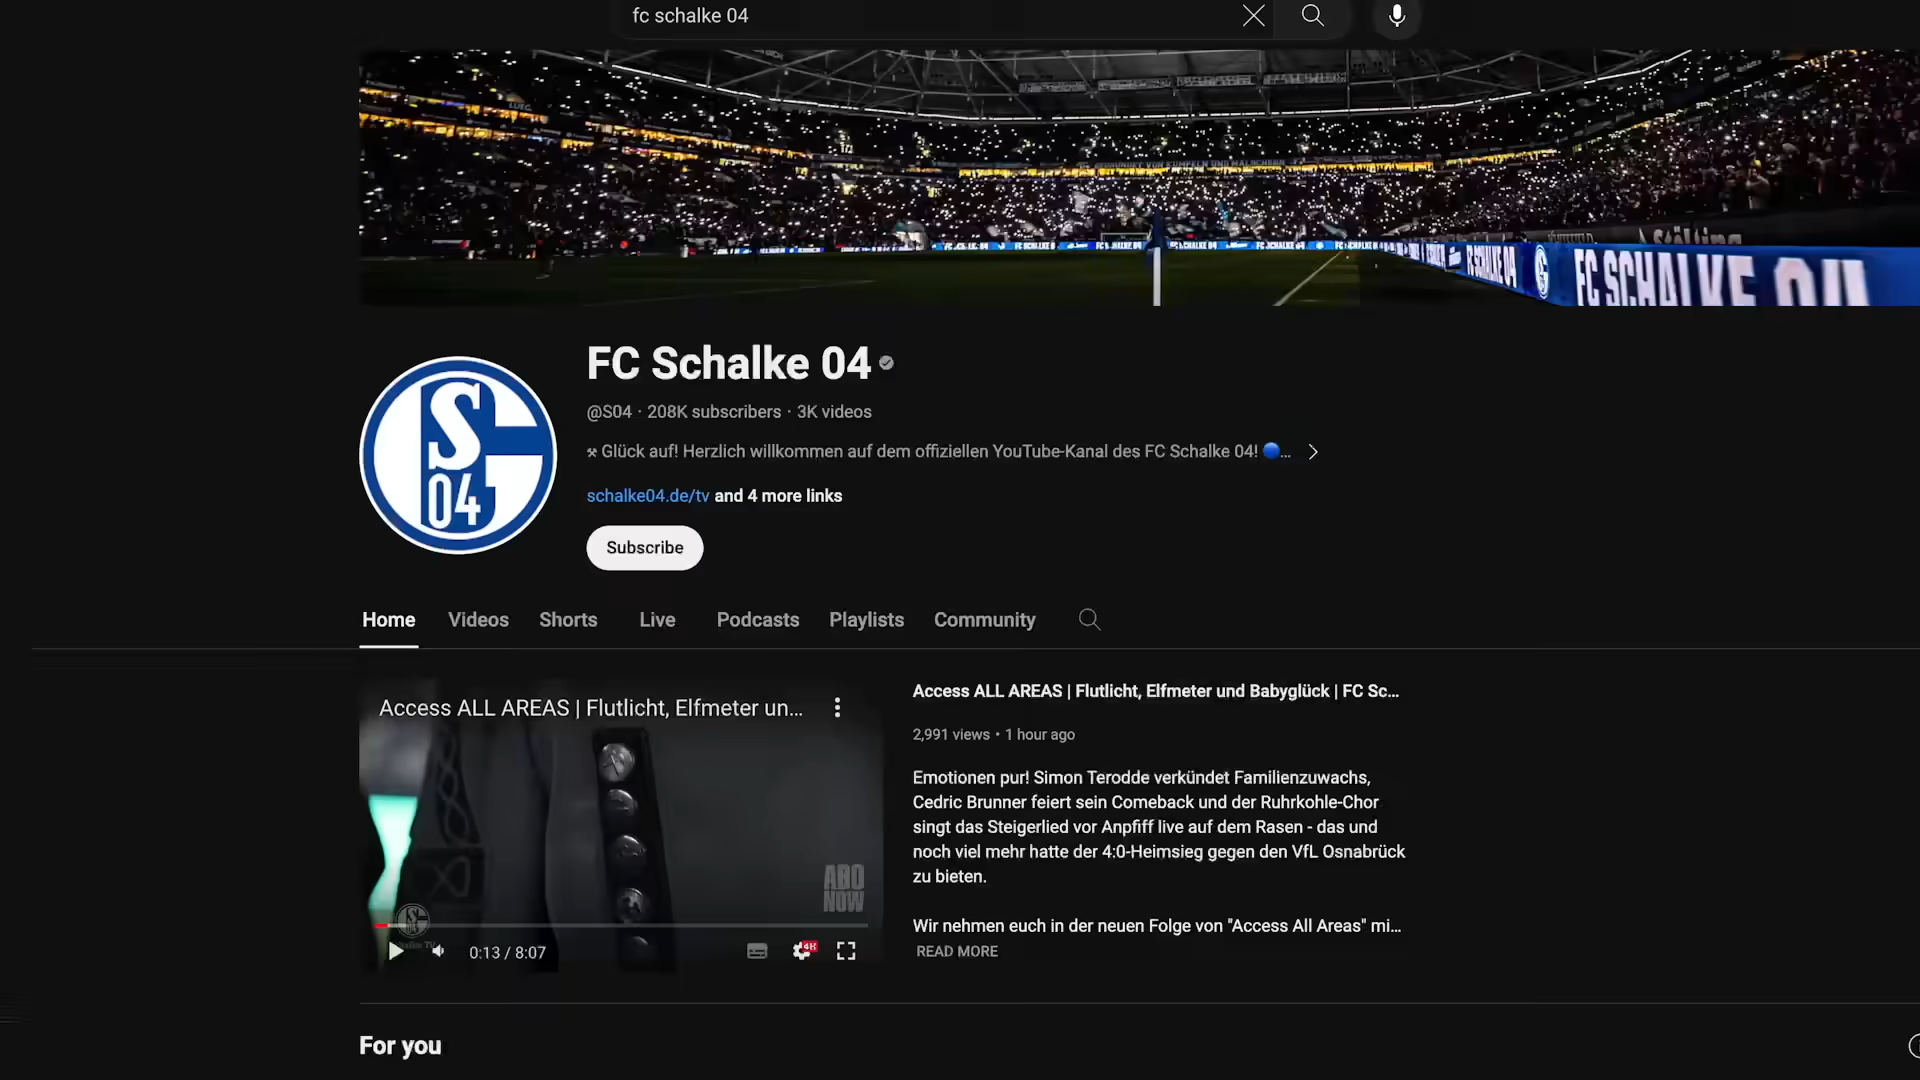 fc schalke 04
FC SCHALKE 04
FC SCHALKE 04
S
04
FC Schalke 04
@S04 · 208K subscribers · 3K videos
⚒ Glück auf! Herzlich willkommen auf dem offiziellen YouTube-Kanal des FC Schalke 04! 🔵...
schalke04.de/tv and 4 more links
Subscribe
Home Videos Shorts Live Podcasts Playlists Community
Access ALL AREAS | Flutlicht, Elfmeter un...
ABO
NOW
0:13 / 8:07
4K
Access ALL AREAS | Flutlicht, Elfmeter und Babyglück | FC Sc...
2,991 views • 1 hour ago
Emotionen pur! Simon Terodde verkündet Familienzuwachs,
Cedric Brunner feiert sein Comeback und der Ruhrkohle-Chor
singt das Steigerlied vor Anpfiff live auf dem Rasen - das und
noch viel mehr hatte der 4:0-Heimsieg gegen den VfL Osnabrück
zu bieten.
Wir nehmen euch in der neuen Folge von "Access All Areas" mi...
READ MORE
For you